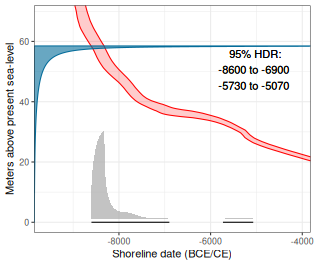 95% HDR:
-8600 to -6900
-5730 to -5070
Meters above present sea-level
60
40
20
0
-8000
-6000
-4000
Shoreline date (BCE/CE)